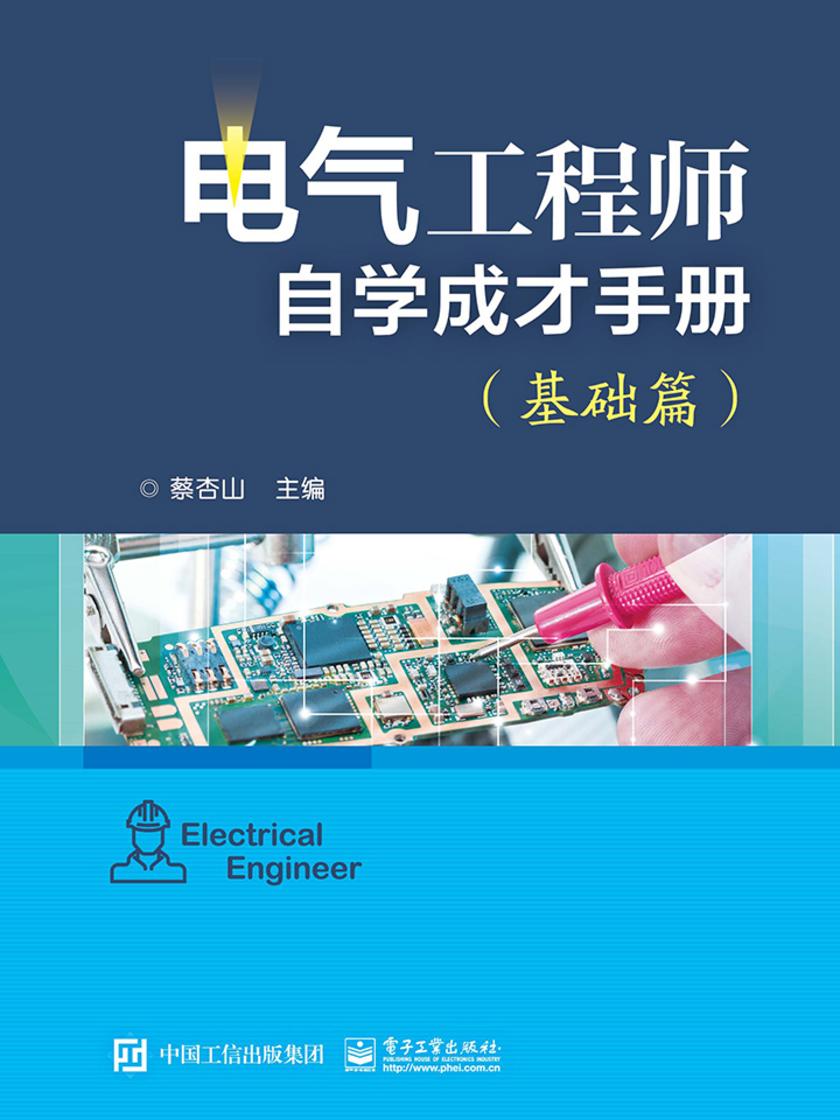 电气工程师
自学成才手册
（基础篇）
◎ 蔡杏山 主编
Electrical
Engineer
中国工信出版集团
电子工业出版社
PUBLISHING HOUSE OF ELECTRONICS INDUSTRY
http://www.phei.com.cn